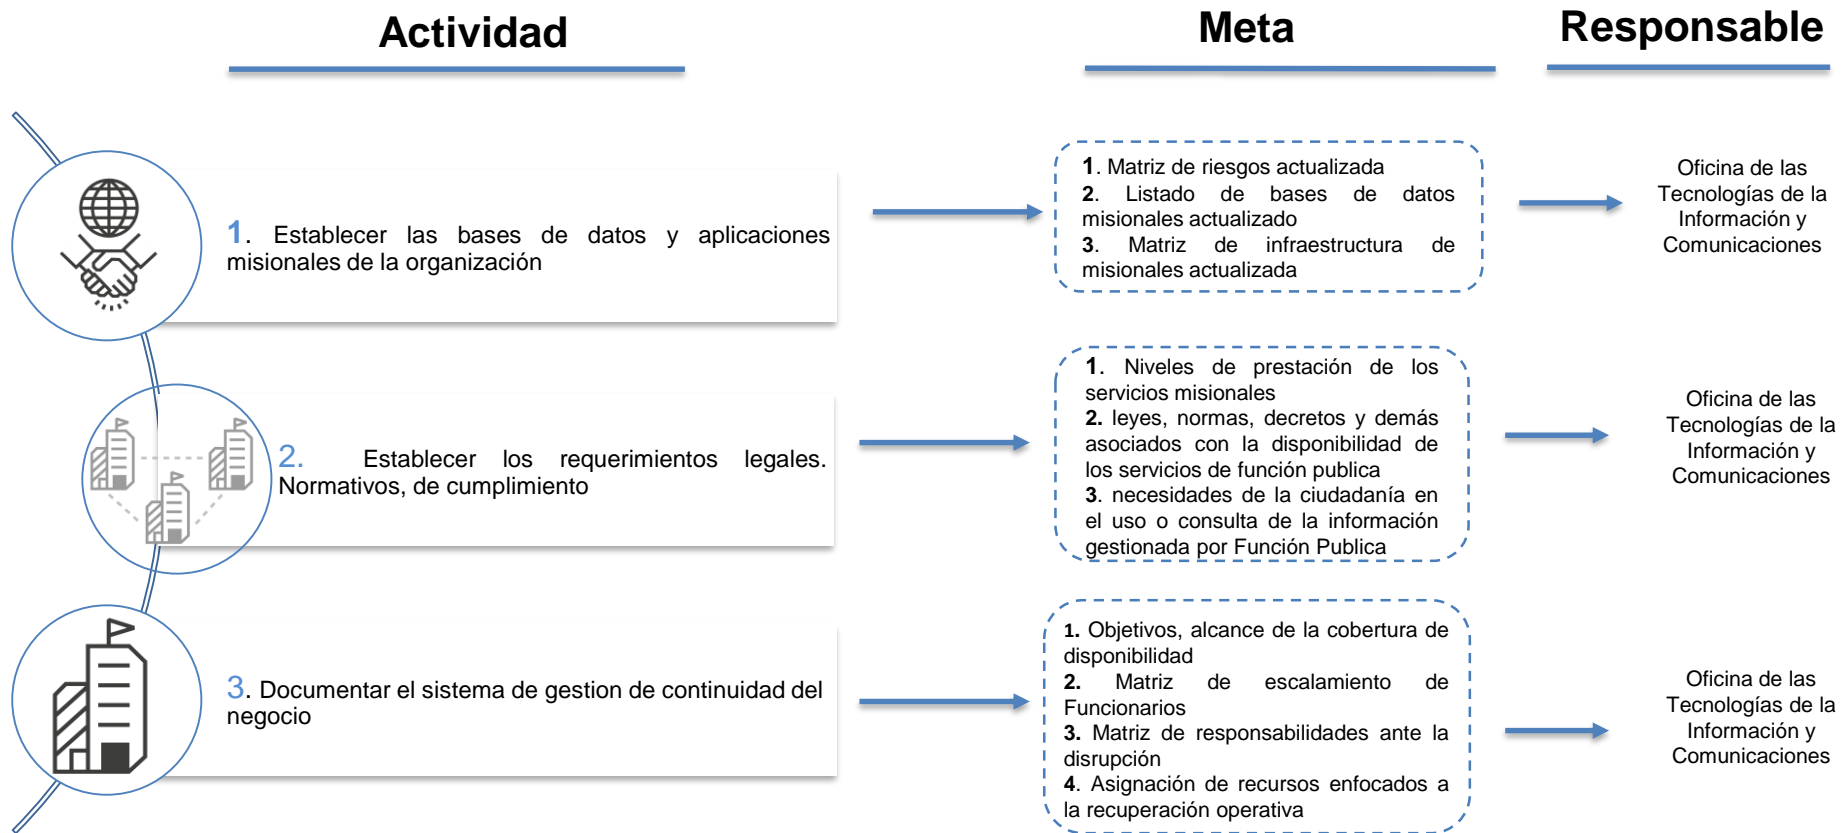 Actividad
Meta
Responsable
1. Establecer las bases de datos y aplicaciones
misionales de la organización
1. Matriz de riesgos actualizada
2. Listado de bases de datos
misionales actualizado
3. Matriz de infraestructura de
misionales actualizada
Oficina de las
Tecnologías de la
Información y
Comunicaciones
2. Establecer los requerimientos legales.
Normativos, de cumplimiento
1. Niveles de prestación de los
servicios misionales
2. leyes, normas, decretos y demás
asociados con la disponibilidad de
los servicios de función publica
3. necesidades de la ciudadanía en
el uso o consulta de la información
gestionada por Función Publica
Oficina de las
Tecnologías de la
Información y
Comunicaciones
3. Documentar el sistema de gestion de continuidad del
negocio
1. Objetivos, alcance de la cobertura de
disponibilidad
2. Matriz de escalamiento de
Funcionarios
3. Matriz de responsabilidades ante la
disrupción
4. Asignación de recursos enfocados a
la recuperación operativa
Oficina de las
Tecnologías de la
Información y
Comunicaciones